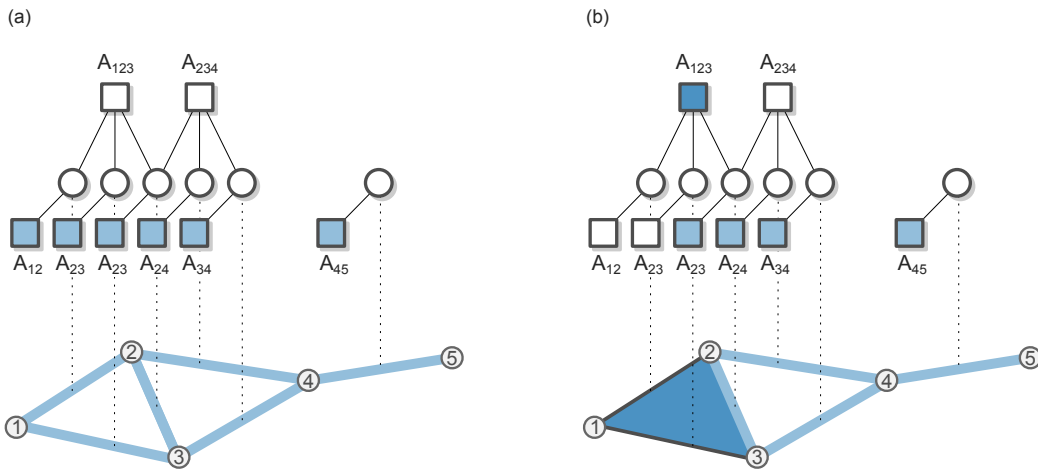 (a)
(b)
A₁₂₃ A₂₃₄
A₁₂₃ A₂₃₄
A₁₂ A₂₃ A₂₃ A₂₄ A₃₄ A₄₅
A₁₂ A₂₃ A₂₃ A₂₄ A₃₄ A₄₅
1 2 3 4 5
1 2 3 4 5